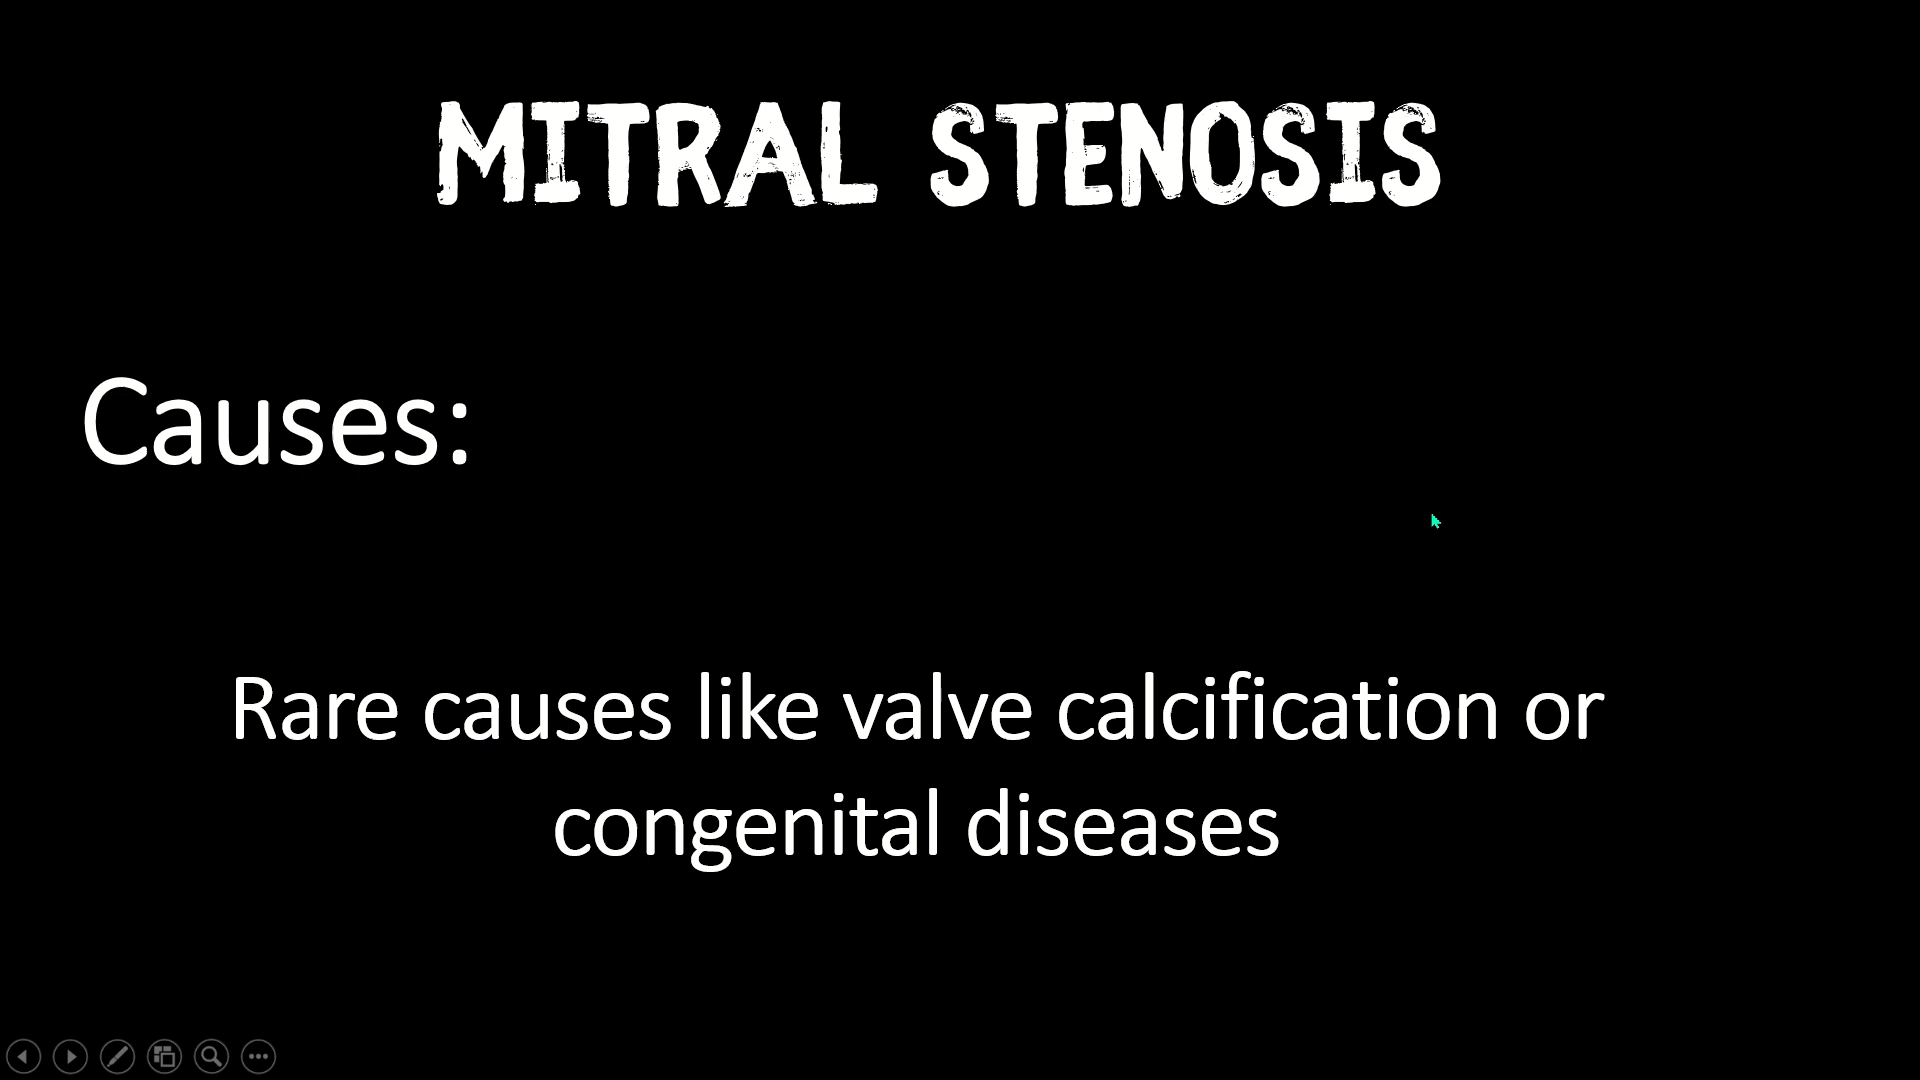 MITRAL STENOSIS
Causes:
Rare causes like valve calcification or
congenital diseases